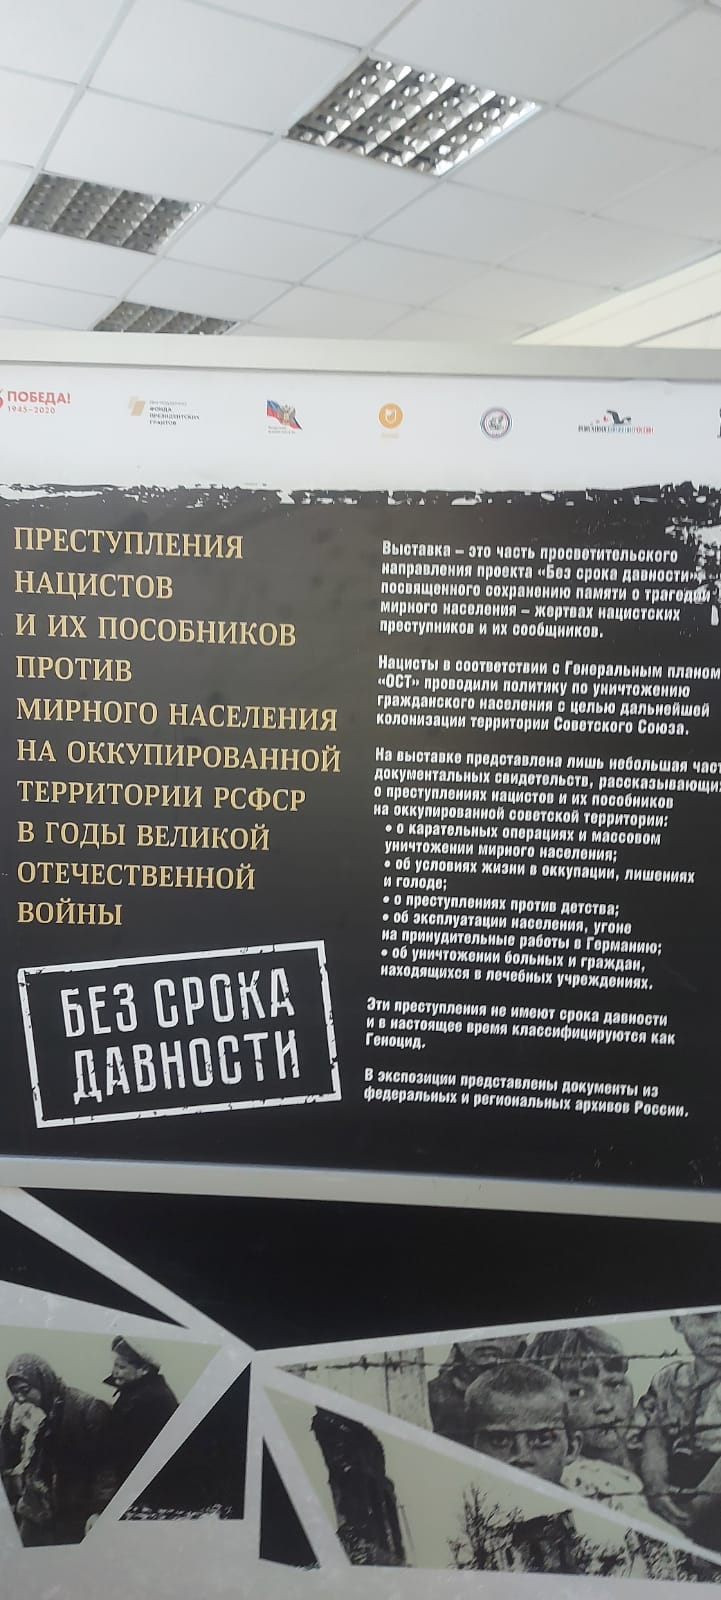 ПОБЕДА!
1945–2020
ФОНДА
ПРЕЗИДЕНТСКИХ
ГРАНТОВ
ПРЕСТУПЛЕНИЯ
НАЦИСТОВ
И ИХ ПОСОБНИКОВ
ПРОТИВ
МИРНОГО НАСЕЛЕНИЯ
НА ОККУПИРОВАННОЙ
ТЕРРИТОРИИ РСФСР
В ГОДЫ ВЕЛИКОЙ
ОТЕЧЕСТВЕННОЙ
ВОЙНЫ
БЕЗ СРОКА
ДАВНОСТИ
Выставка – это часть просветительского
направления проекта «Без срока давности»,
посвященного сохранению памяти о трагедии
мирного населения – жертвах нацистских
преступников и их сообщников.
Нацисты в соответствии с Генеральным планом
«ОСТ» проводили политику по уничтожению
гражданского населения с целью дальнейшей
колонизации территории Советского Союза.
На выставке представлена лишь небольшая част
документальных свидетельств, рассказывающи
о преступлениях нацистов и их пособников
на оккупированной советской территории:
• о карательных операциях и массовом
уничтожении мирного населения;
• об условиях жизни в оккупации, лишениях
и голоде;
• о преступлениях против детства;
• об эксплуатации населения, угоне
на принудительные работы в Германию;
• об уничтожении больных и граждан,
находящихся в лечебных учреждениях.
Эти преступления не имеют срока давности
и в настоящее время классифицируются как
Геноцид.
В экспозиции представлены документы из
федеральных и региональных архивов России.